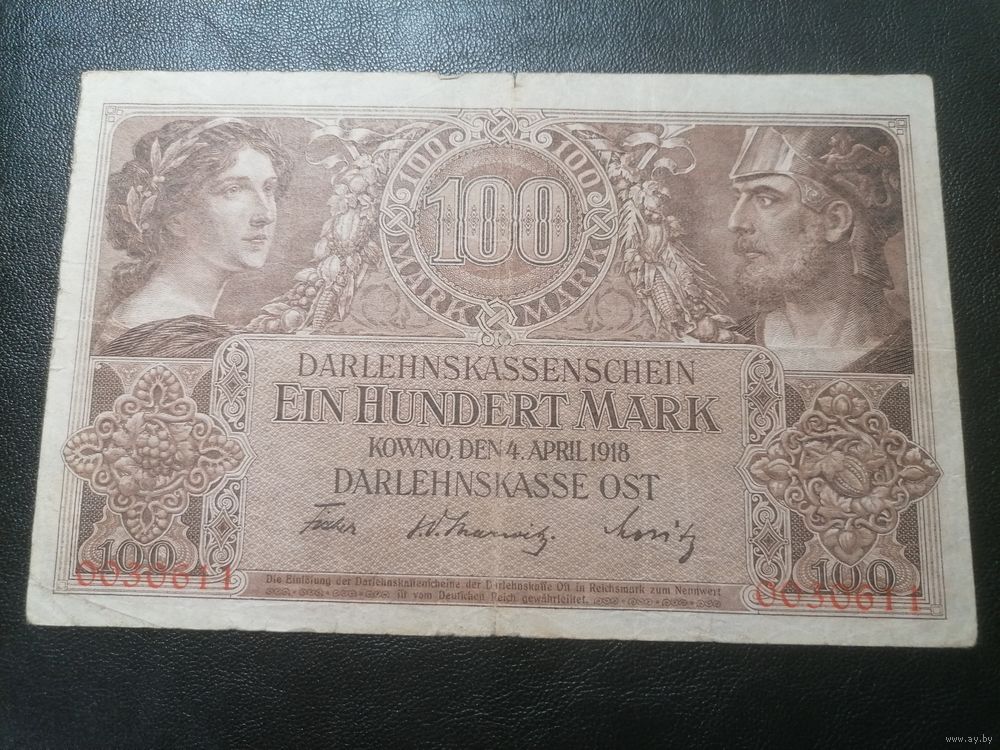 100 100
100
MARK MARK
DARLEHNSKASSENSCHEIN
EIN HUNDERT MARK
KOWNO, DEN 4. APRIL 1918
DARLEHNSKASSE OST
100 100
0030611 0030611
Die Einlösung der Darlehnskassenscheine der Darlehnskasse Ost in Reichsmark zum Nennwert
ist vom Deutschen Reich gewährleistet.
www.ay.by